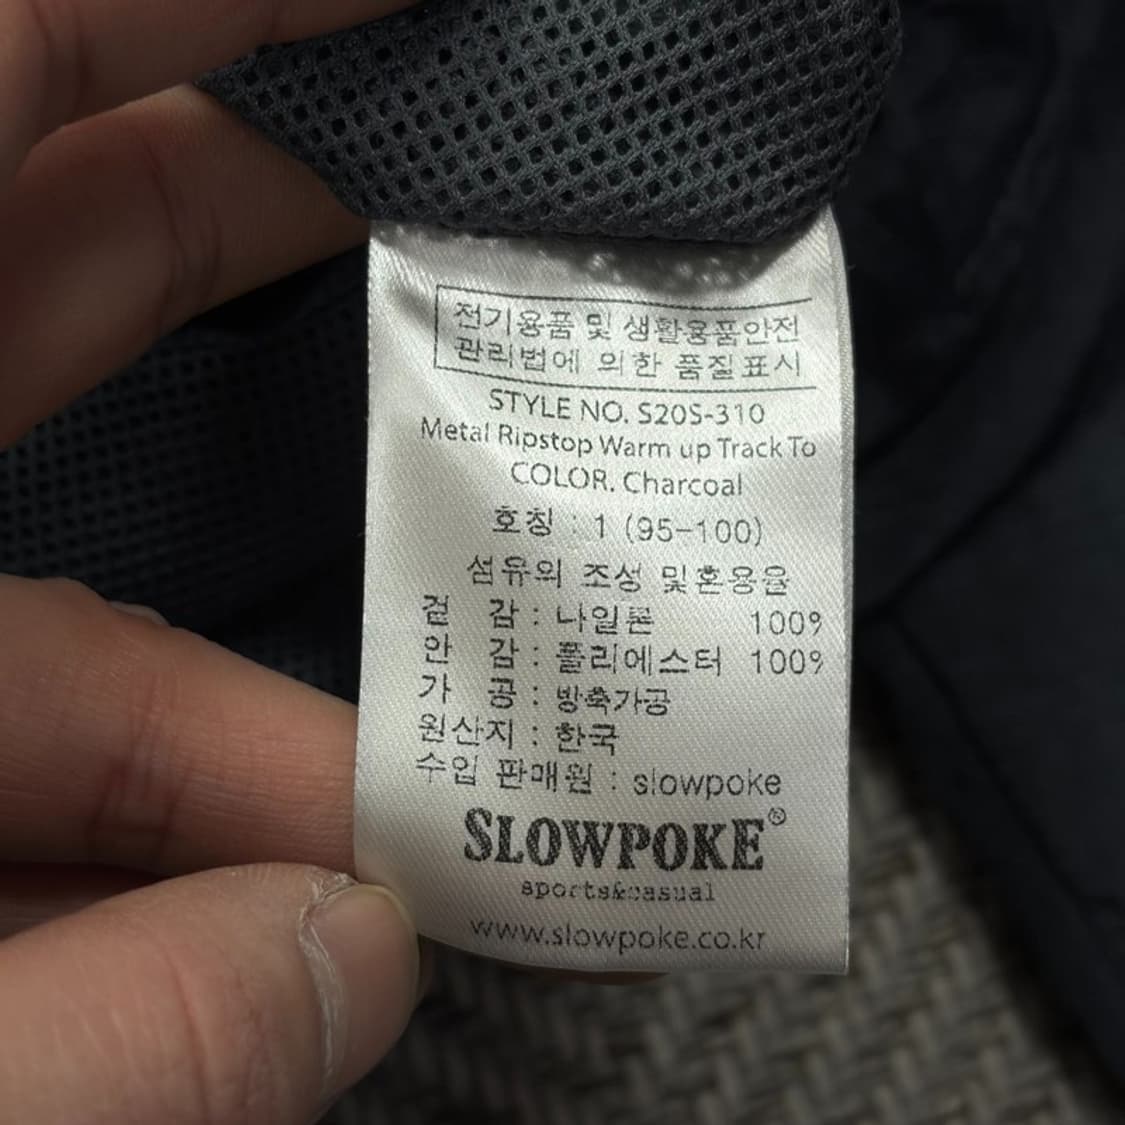 전기용품 및 생활용품안전
관리법에 의한 품질표시
STYLE NO. S20S-310
Metal Ripstop Warm up Track To
COLOR. Charcoal
호칭 : 1 (95-100)
섬유의 조성 및혼용율
겉 감 : 나일론 100%
안 감 : 폴리에스터 100%
가 공 : 방축가공
원산지 : 한국
수입 판매원 : slowpoke
SLOWPOKE®
sports&casual
www.slowpoke.co.kr